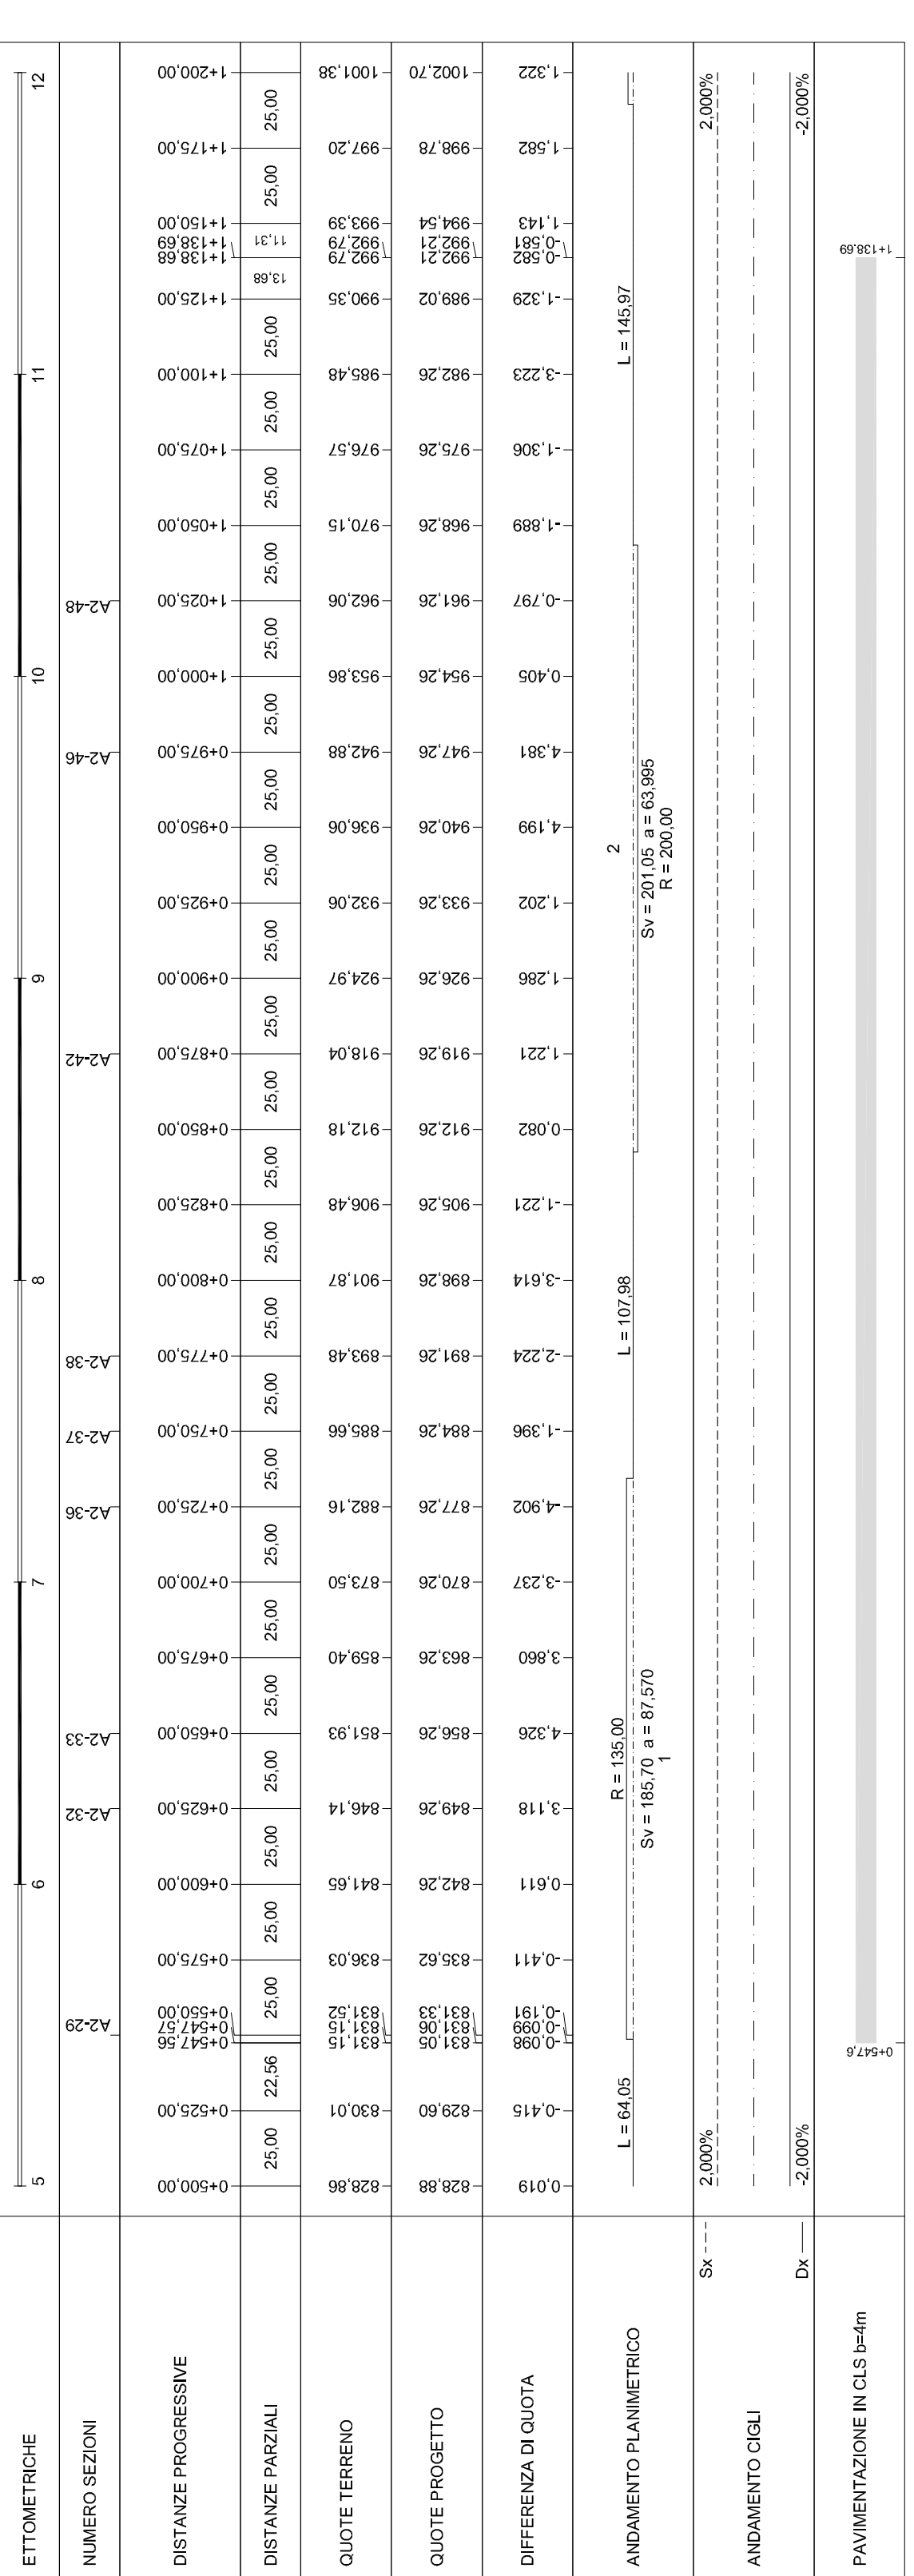 ETTOMETRICHE 5 6 7 8 9 10 11 12
NUMERO SEZIONI A2-29 A2-32 A2-33 A2-36 A2-37 A2-38 A2-42 A2-46 A2-48
DISTANZE PROGRESSIVE 0+500,00 0+525,00 0+547,56 0+547,57 0+550,00 0+575,00 0+600,00 0+625,00 0+650,00 0+675,00 0+700,00 0+725,00 0+750,00 0+775,00 0+800,00 0+825,00 0+850,00 0+875,00 0+900,00 0+925,00 0+950,00 0+975,00 1+000,00 1+025,00 1+050,00 1+075,00 1+100,00 1+125,00 1+138,68 1+138,69 1+150,00 1+175,00 1+200,00
DISTANZE PARZIALI 25,00 22,56 25,00 25,00 25,00 25,00 25,00 25,00 25,00 25,00 25,00 25,00 25,00 25,00 25,00 25,00 25,00 25,00 25,00 25,00 25,00 25,00 25,00 25,00 25,00 13,68 11,31 25,00 25,00
QUOTE TERRENO 828,86 830,01 831,15 831,15 831,52 836,03 841,65 846,14 851,93 859,40 873,50 882,16 885,66 893,48 901,87 906,48 912,18 918,04 924,97 932,06 936,06 942,88 953,86 962,06 970,15 976,57 985,48 990,35 992,79 992,79 993,39 997,20 1001,38
QUOTE PROGETTO 828,88 829,60 831,05 831,06 831,33 835,62 842,26 849,26 856,26 863,26 870,26 877,26 884,26 891,26 898,26 905,26 912,26 919,26 926,26 933,26 940,26 947,26 954,26 961,26 968,26 975,26 982,26 989,02 992,21 992,21 994,54 998,78 1002,70
DIFFERENZA DI QUOTA 0,019 -0,415 -0,098 -0,099 -0,191 -0,411 0,611 3,118 4,326 3,860 -3,237 -4,902 -1,396 -2,224 -3,614 -1,221 0,082 1,221 1,286 1,202 4,199 4,381 0,405 -0,797 -1,889 -1,306 -3,223 -1,329 -0,582 -0,581 1,143 1,582 1,322
ANDAMENTO PLANIMETRICO L = 64,05 R = 135,00 L = 107,98 2 L = 145,97
Sv = 185,70 a = 87,570 Sv = 201,05 a = 63,995
1 R = 200,00
Sx 2,000% 2,000%
ANDAMENTO CIGLI
Dx -2,000% -2,000%
PAVIMENTAZIONE IN CLS b=4m 0+547,6 1+138.69